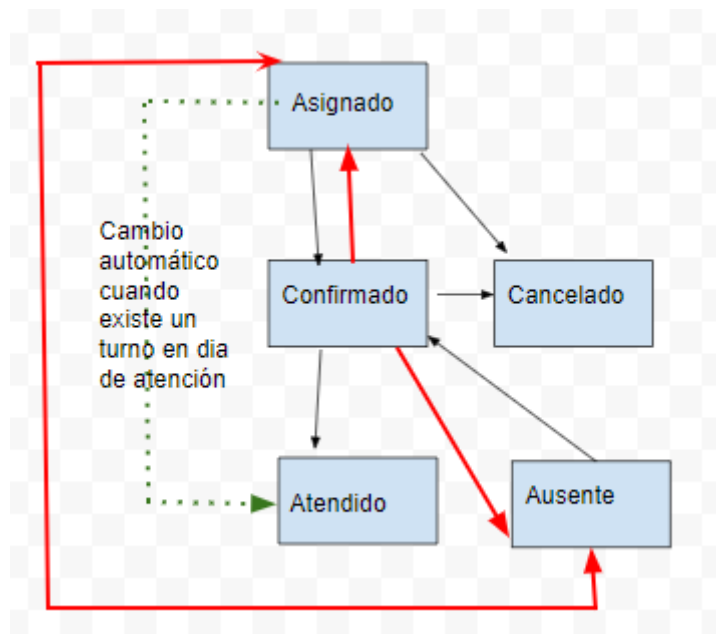 Asignado
Cambio
automático
cuando
existe un
turno en dia
de atención
Confirmado
Cancelado
Atendido
Ausente